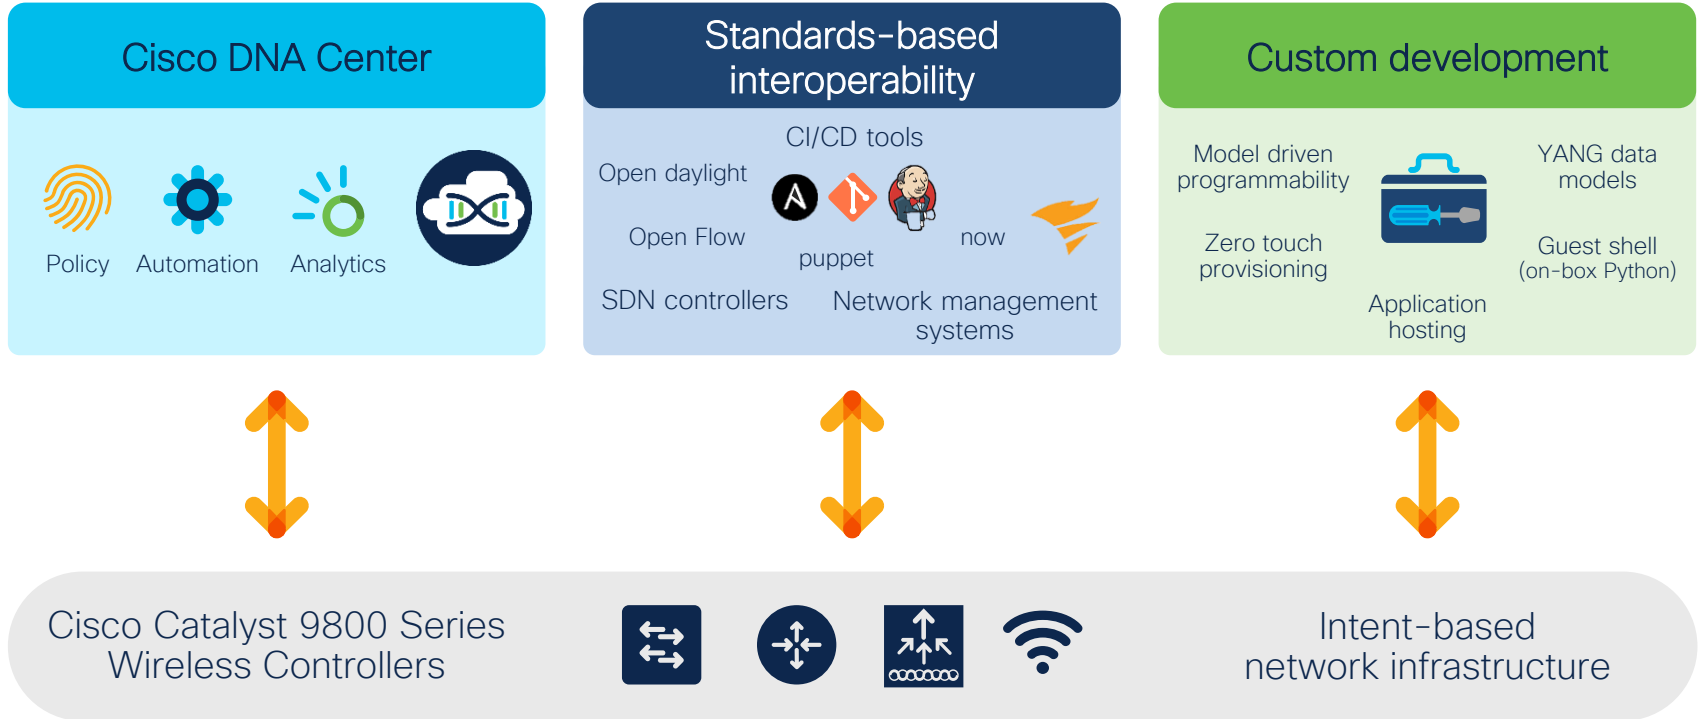 Cisco DNA Center
Policy
Automation
Analytics
Standards-based
interoperability
CI/CD tools
Open daylight
Open Flow
now
puppet
SDN controllers
Network management
systems
Custom development
Model driven
programmability
YANG data
models
Zero touch
provisioning
Guest shell
(on-box Python)
Application
hosting
Cisco Catalyst 9800 Series
Wireless Controllers
Intent-based
network infrastructure